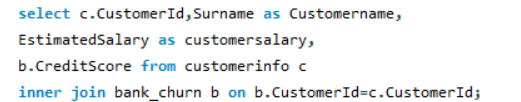 select c.CustomerId,Surname as Customername,
EstimatedSalary as customersalary,
b.CreditScore from customerinfo c
inner join bank_churn b on b.CustomerId=c.CustomerId;